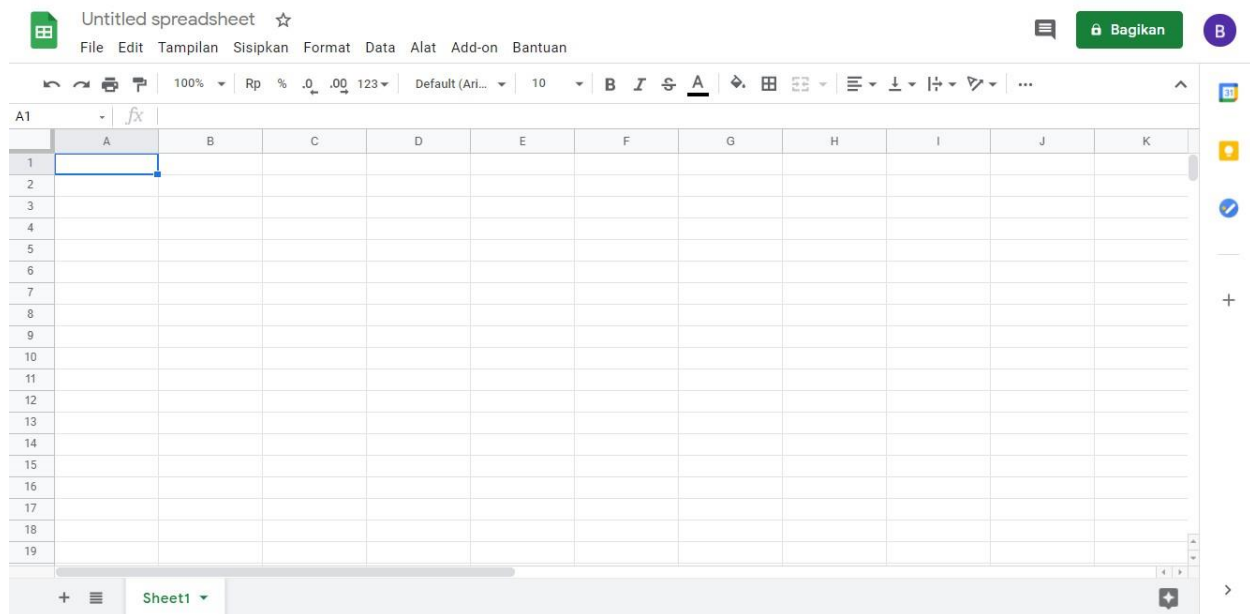 Untitled spreadsheet
File Edit Tampilan Sisipkan Format Data Alat Add-on Bantuan
Bagikan
B
100% Rp % .0 .00 123 Default (Ari... 10 B I S A ...
31
A1 fx
A B C D E F G H I J K
1
2
3
4
5
6
7
8
9
10
11
12
13
14
15
16
17
18
19
Sheet1